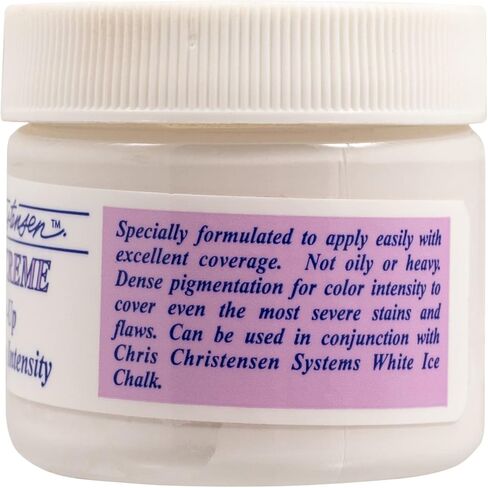 ™.
REME
-Up
Intensity
Specially formulated to apply easily with
excellent coverage. Not oily or heavy.
Dense pigmentation for color intensity to
cover even the most severe stains and
flaws. Can be used in conjunction with
Chris Christensen Systems White Ice
Chalk.